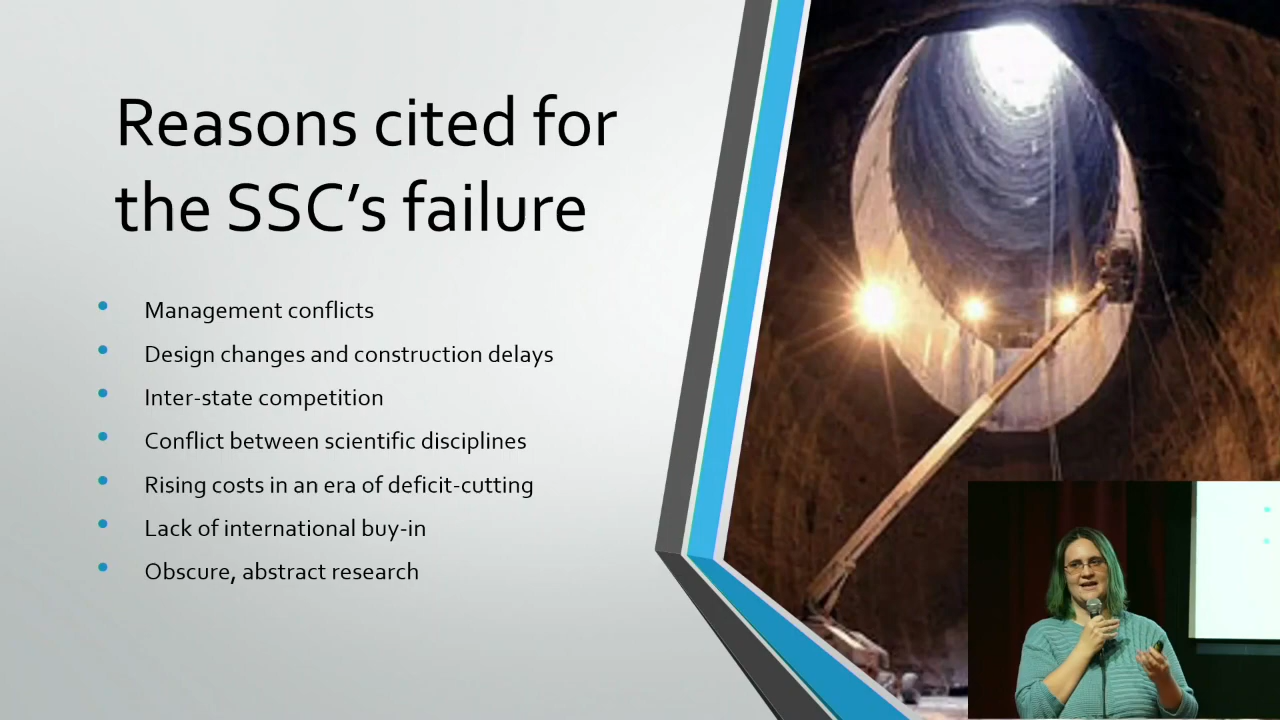 Reasons cited for
the SSC’s failure
Management conflicts
Design changes and construction delays
Inter-state competition
Conflict between scientific disciplines
Rising costs in an era of deficit-cutting
Lack of international buy-in
Obscure, abstract research